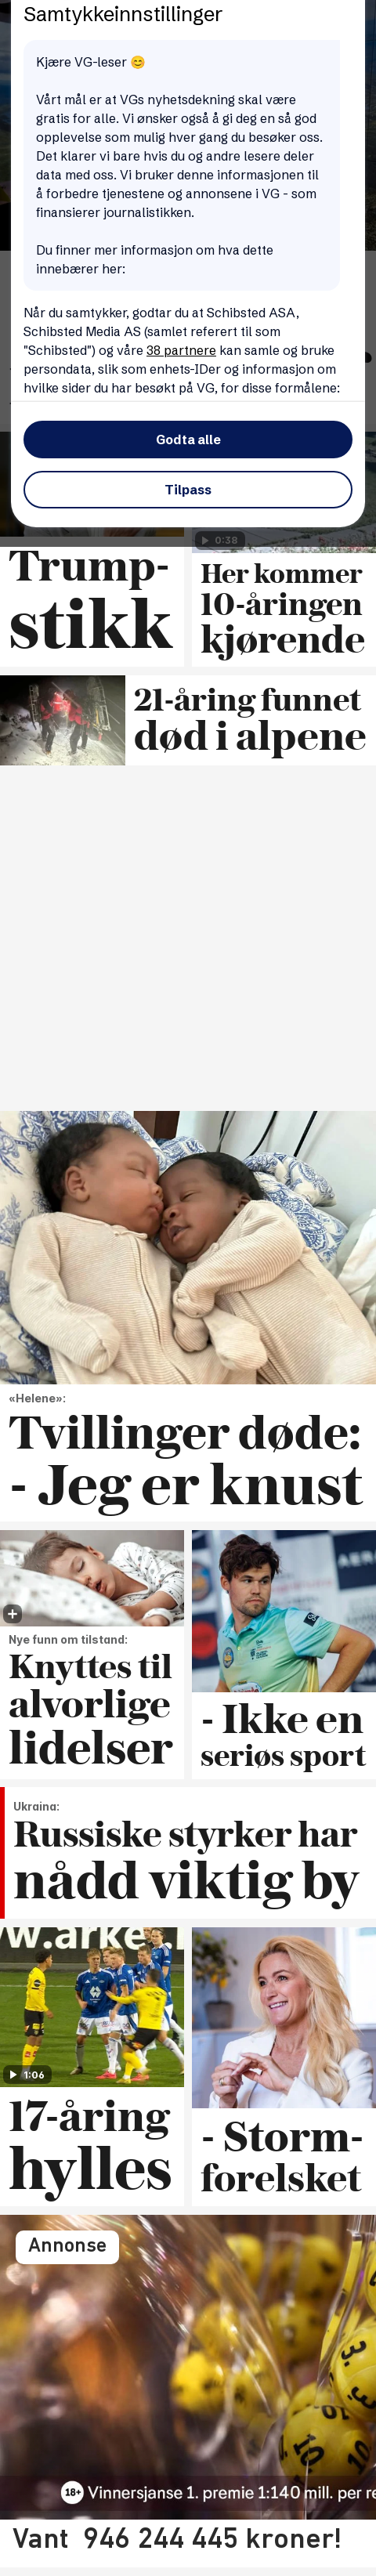 Samtykkeinnstillinger
Kjære VG-leser 😊
Vårt mål er at VGs nyhetsdekning skal være
gratis for alle. Vi ønsker også å gi deg en så god
opplevelse som mulig hver gang du besøker oss.
Det klarer vi bare hvis du og andre lesere deler
data med oss. Vi bruker denne informasjonen til
å forbedre tjenestene og annonsene i VG - som
finansierer journalistikken.
Du finner mer informasjon om hva dette
innebærer her:
Når du samtykker, godtar du at Schibsted ASA,
Schibsted Media AS (samlet referert til som
"Schibsted") og våre 38 partnere kan samle og bruke
persondata, slik som enhets-IDer og informasjon om
hvilke sider du har besøkt på VG, for disse formålene:
Godta alle
Tilpass
0:38
Trump-
stikk
Her kommer
10-åringen
kjørende
21-åring funnet
død i alpene
«Helene»:
Tvillinger døde:
- Jeg er knust
Nye funn om tilstand:
Knyttes til
alvorlige
lidelser
- Ikke en
seriøs sport
Ukraina:
Russiske styrker har
nådd viktig by
1:06
17-åring
hylles
- Storm-
forelsket
Annonse
10
18+ Vinnersjanse 1. premie 1:140 mill. per
Vant 946 244 445 kroner!